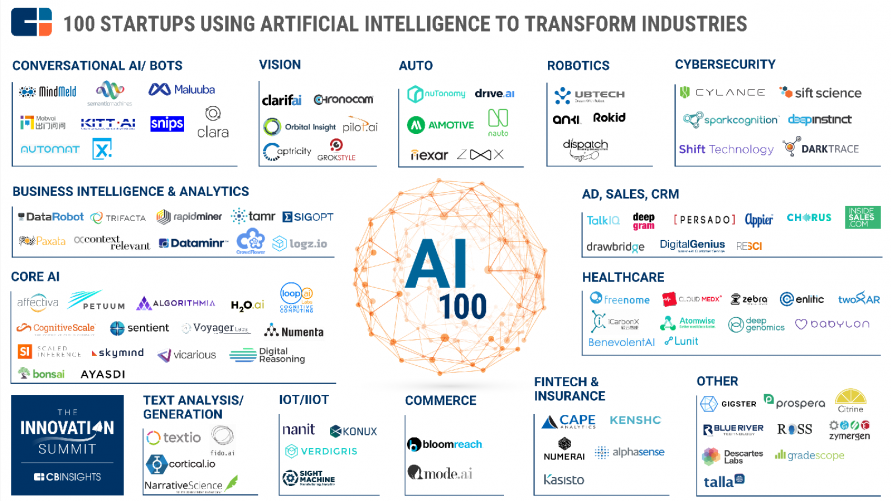 100 STARTUPS USING ARTIFICIAL INTELLIGENCE TO TRANSFORM INDUSTRIES
CONVERSATIONAL AI/ BOTS
MindMeld
semanticmachines
Maluuba
Mobvoi
出门问问
KITT·AI
snips
clara
AUTOMAT
X.
VISION
clarifai
Chronocam
Orbital Insight
pilot.ai
Captricity
GROKSTYLE
AUTO
nuTonomy
drive.ai
AIMOTIVE
nauto
nexar
ZOOX
ROBOTICS
UBTECH
ANKI.
Rokid
dispatch
CYBERSECURITY
CYLANCE
sift science
sparkcognition
deepinstinct
Shift Technology
DARKTRACE
BUSINESS INTELLIGENCE & ANALYTICS
DataRobot
TRIFACTA
rapidminer
tamr
SIGOPT
Paxata
context
relevant
Dataminr
CrowdFlower
logz.io
AI
100
AD, SALES, CRM
TalkIQ
deep
gram
[ PERSADO ]
Appier
CHORUS
INSIDE
SALES
.COM
drawbridge
DigitalGenius
RESCI
CORE AI
affectiva
PETUUM
ALGORITHMIA
H2O.ai
loop
COGNITIVE
COMPUTING
CognitiveScale
sentient
Voyager Labs
Numenta
SI
SCALED
INFERENCE
skymind
vicarious
Digital
Reasoning
bonsai
AYASDI
HEALTHCARE
freenome
CLOUD MEDX
zebra
enlitic
twoXAR
iCarbonX
Atomwise
deep
genomics
babylon
BenevolentAI
Lunit
THE
INNOVATION
SUMMIT
CBINSIGHTS
TEXT ANALYSIS/
GENERATION
textio
fido.ai
cortical.io
NarrativeScience
IOT/IIOT
nanit
KONUX
VERDIGRIS
SIGHT
MACHINE
COMMERCE
bloomreach
mode.ai
FINTECH &
INSURANCE
CAPE
ANALYTICS
KENSHC
NUMERAI
alphasense
Kasisto
OTHER
GIGSTER
prospera
Citrine
BLUE RIVER
TECHNOLOGY
ROSS
zymergen
Descartes
Labs
gradescope
talla